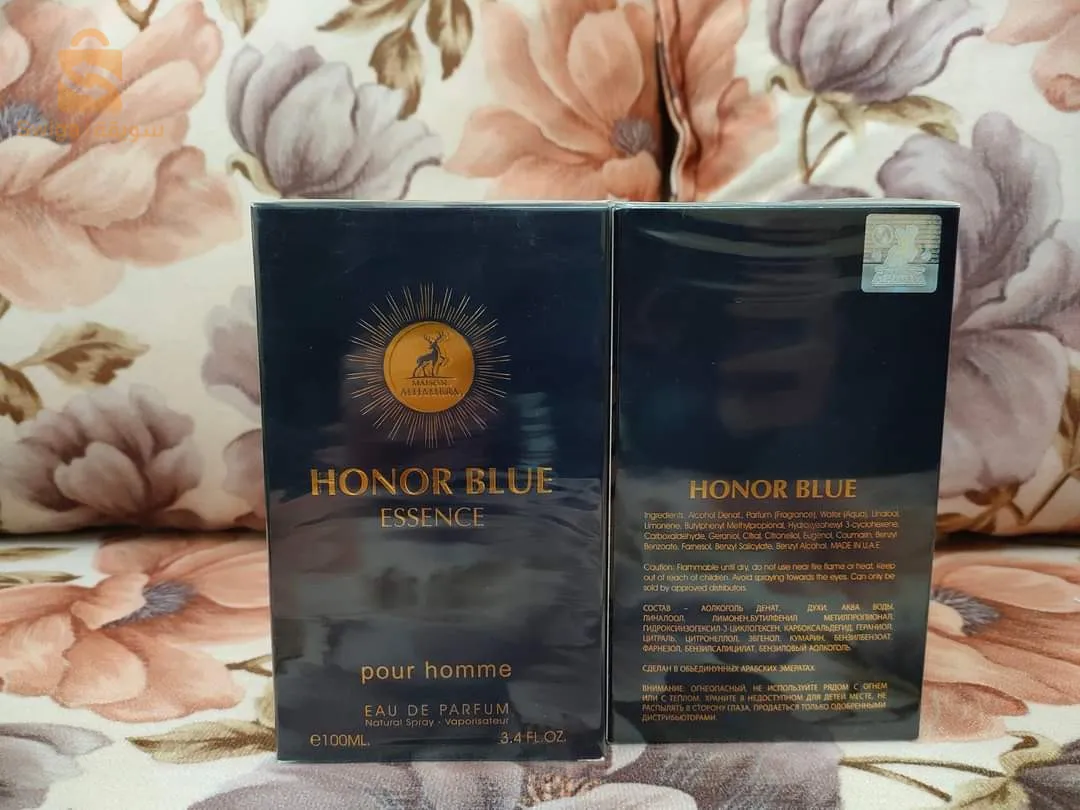 MAISON
ALHAMBRA
HONOR BLUE
ESSENCE
pour homme
EAU DE PARFUM
Natural Spray - Vaporisateur
e100ML.
3.4 FL.OZ.
HONOR BLUE
Ingredients: Alcohol Denat., Parfum (Fragrance), Water (Aqua), Linalool,
Limonene, Butylphenyl Methylpropional, Hydroxyisohexyl 3-cyclohexene,
Carboxaldehyde, Geraniol, Citral, Citronellol, Eugenol, Coumarin, Benzyl
Benzoate, Farnesol, Benzyl Salicylate, Benzyl Alcohol, MADE IN U.A.E.
Caution: Flammable until dry, do not use near fire flame or heat, keep
out of reach of children. Avoid spraying towards the eyes. Can only be
sold by approved distributors.
СОСТАВ - АОЛКОГОЛЬ ДЕНАТ, ДУХИ, АКВА ВОДЫ,
ЛИНАЛООЛ, ЛИМОНЕН,БУТИЛФЕНИЛ МЕТИЛПРОПИОНАЛ,
ГИДРОКСИИЗОГЕКСИЛ-3-ЦИКЛОГЕКСЕН, КАРБОКСАЛЬДЕГИД, ГЕРАНИОЛ,
ЦИТРАЛЬ, ЦИТРОНЕЛЛОЛ, ЭВГЕНОЛ, КУМАРИН, БЕНЗИЛБЕНЗОАТ,
ФАРНЕЗОЛ, БЕНЗИЛСАЛИЦИЛАТ, БЕНЗИЛОВЫЙ АОЛКОГОЛЬ,
СДЕЛАН В ОБЪЕДИНУННЫХ АРАБСКИХ ЭМЕРАТАХ.
ВНИМАНИЕ: ОГНЕОПАСНЫЙ, НЕ ИСПОЛЬЗУЙТЕ РЯДОМ С ОГНЕМ
ИЛИ С ТЕПЛОМ, ХРАНИТЕ В НЕДОСТУПНОМ ДЛЯ ДЕТЕЙ МЕСТЕ, НЕ
РАСПЫЛЯТЬ В СТОРОНУ ГЛАЗА, ПРОДАЕТЬСЯ ТОЛЬКО ОДОБРЕННЫМИ
ДИСТРИБЬЮТОРАМИ.